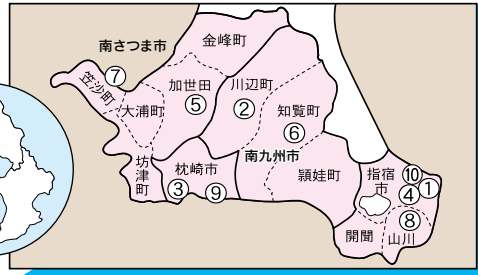 金峰町
南さつま市
笠沙町
⑦
大浦町
加世田
⑤
川辺町
②
知覧町
⑥
坊津町
枕崎市
③
⑨
南九州市
頴娃町
指宿市
⑩
①
④
⑧
開聞
山川